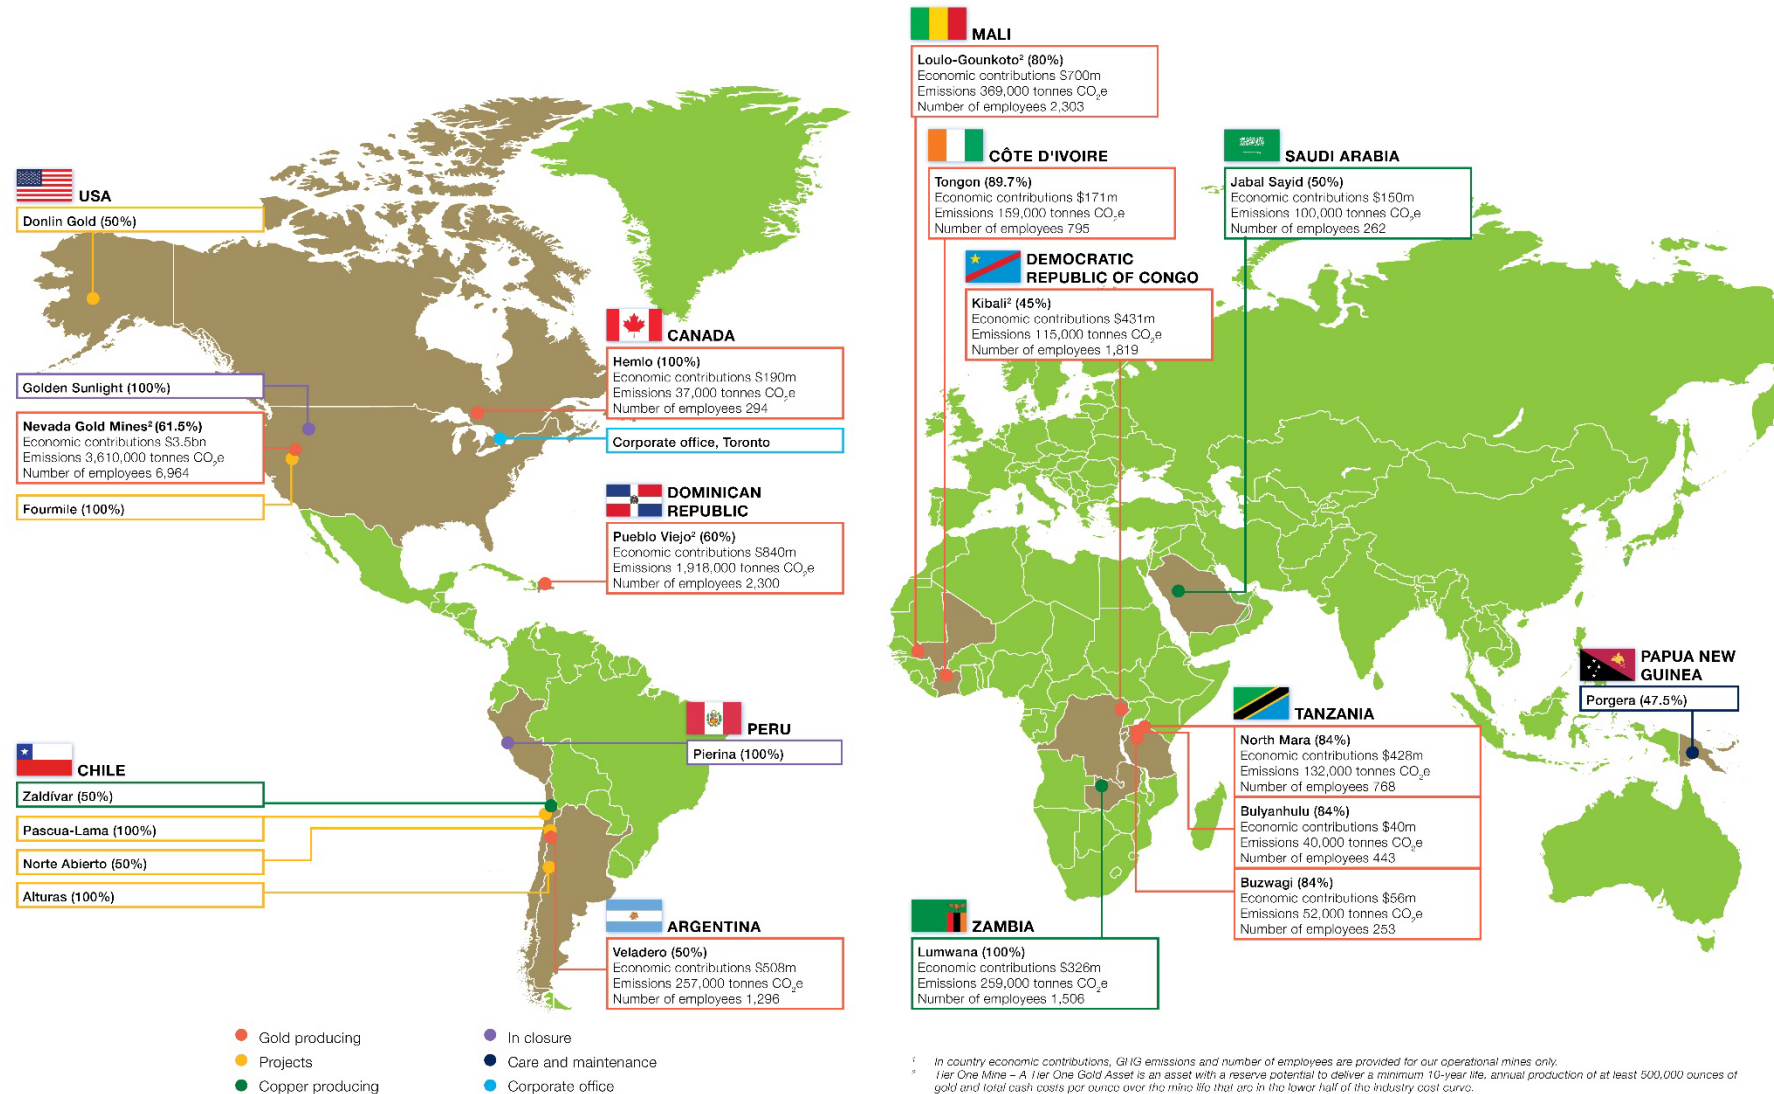 USA
Donlin Gold (50%)
Golden Sunlight (100%)
Nevada Gold Mines² (61.5%)
Economic contributions $3.5bn
Emissions 3,610,000 tonnes CO₂e
Number of employees 6,964
Fourmile (100%)
CANADA
Hemlo (100%)
Economic contributions $190m
Emissions 37,000 tonnes CO₂e
Number of employees 294
Corporate office, Toronto
DOMINICAN
REPUBLIC
Pueblo Viejo² (60%)
Economic contributions $840m
Emissions 1,918,000 tonnes CO₂e
Number of employees 2,300
PERU
Pierina (100%)
CHILE
Zaldívar (50%)
Pascua-Lama (100%)
Norte Abierto (50%)
Alturas (100%)
ARGENTINA
Veladero (50%)
Economic contributions $508m
Emissions 257,000 tonnes CO₂e
Number of employees 1,296
MALI
Loulo-Gounkoto² (80%)
Economic contributions $700m
Emissions 369,000 tonnes CO₂e
Number of employees 2,303
CÔTE D'IVOIRE
Tongon (89.7%)
Economic contributions $171m
Emissions 159,000 tonnes CO₂e
Number of employees 795
SAUDI ARABIA
Jabal Sayid (50%)
Economic contributions $150m
Emissions 100,000 tonnes CO₂e
Number of employees 262
DEMOCRATIC
REPUBLIC OF CONGO
Kibali² (45%)
Economic contributions $431m
Emissions 115,000 tonnes CO₂e
Number of employees 1,819
PAPUA NEW
GUINEA
Porgera (47.5%)
TANZANIA
North Mara (84%)
Economic contributions $428m
Emissions 132,000 tonnes CO₂e
Number of employees 768
Bulyanhulu (84%)
Economic contributions $40m
Emissions 40,000 tonnes CO₂e
Number of employees 443
Buzwagi (84%)
Economic contributions $56m
Emissions 52,000 tonnes CO₂e
Number of employees 253
ZAMBIA
Lumwana (100%)
Economic contributions $326m
Emissions 259,000 tonnes CO₂e
Number of employees 1,506
Gold producing
Projects
Copper producing
In closure
Care and maintenance
Corporate office
¹ In country economic contributions, GHG emissions and number of employees are provided for our operational mines only.
² Tier One Mine – A Tier One Gold Asset is an asset with a reserve potential to deliver a minimum 10-year life, annual production of at least 500,000 ounces of
gold and total cash costs per ounce over the mine life that are in the lower half of the industry cost curve.